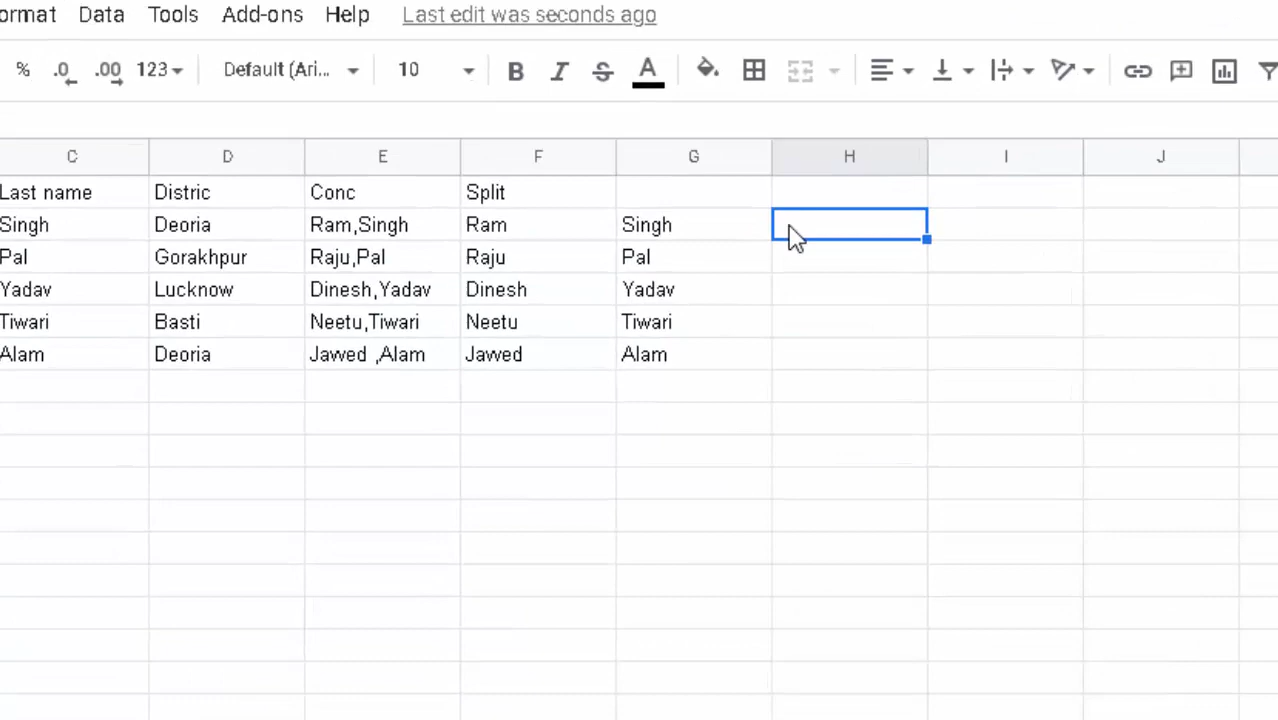 ormat Data Tools Add-ons Help Last edit was seconds ago
% .0 .00 123 Default (Ari... 10 B I S A
C D E F G H I J
Last name Distric Conc Split
Singh Deoria Ram,Singh Ram Singh
Pal Gorakhpur Raju,Pal Raju Pal
Yadav Lucknow Dinesh,Yadav Dinesh Yadav
Tiwari Basti Neetu,Tiwari Neetu Tiwari
Alam Deoria Jawed ,Alam Jawed Alam